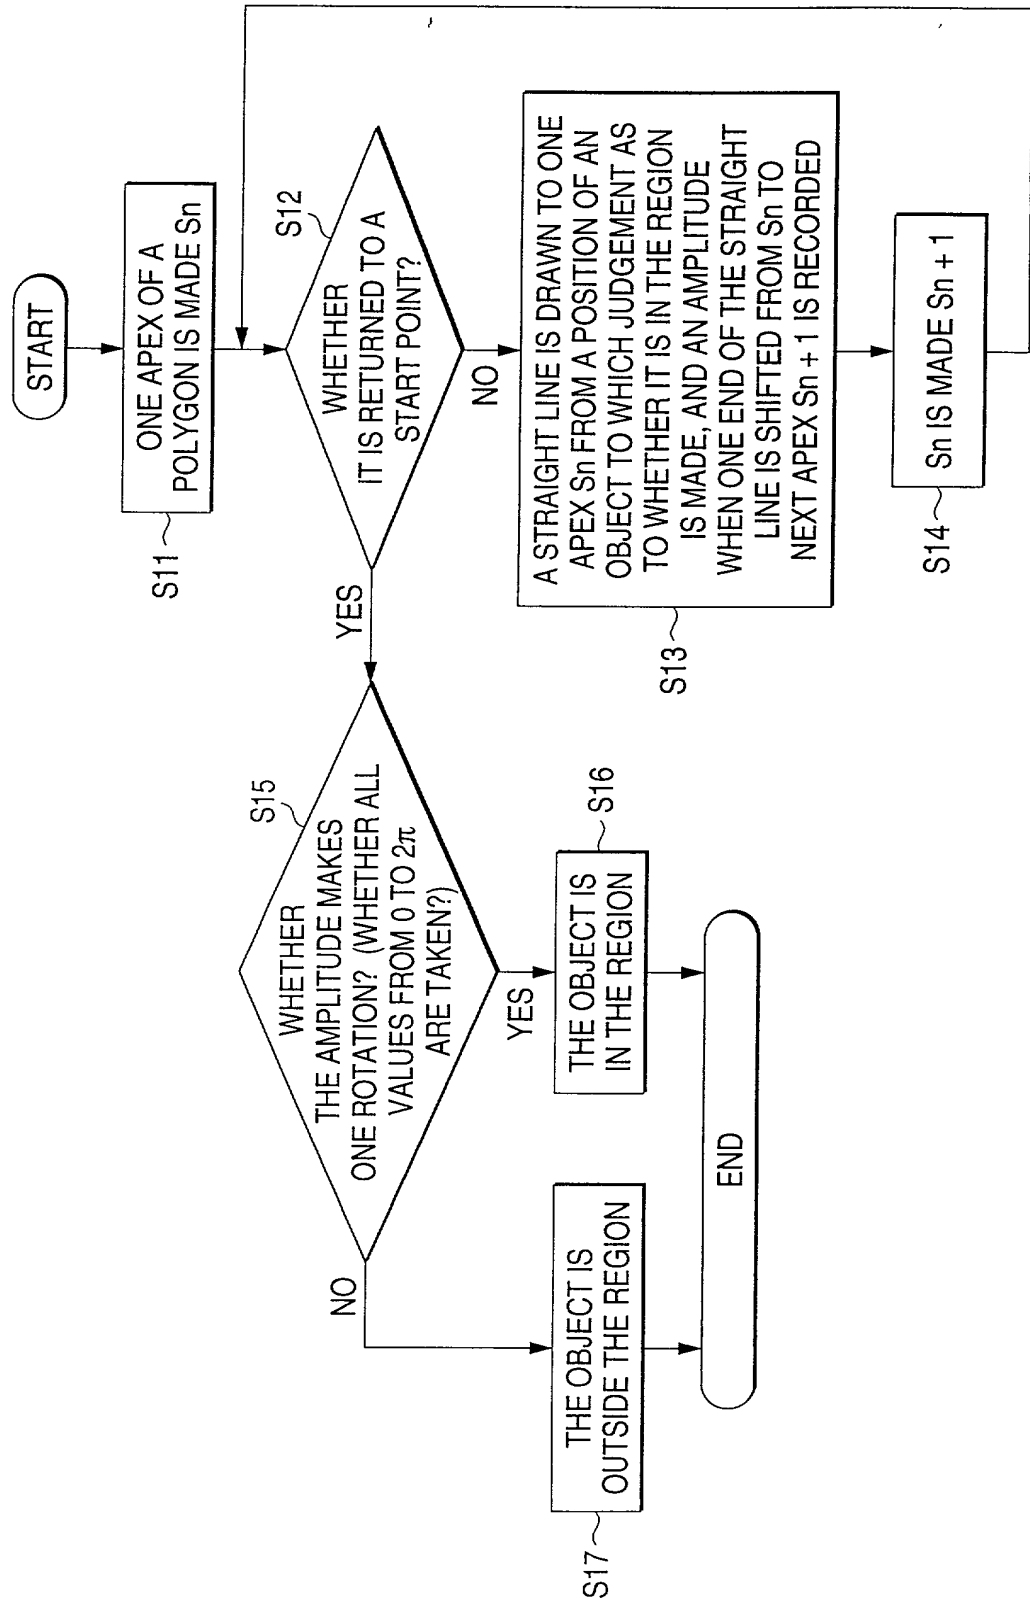 START
ONE APEX OF A
POLYGON IS MADE Sn
S11
S12
WHETHER
IT IS RETURNED TO A
START POINT?
YES
NO
A STRAIGHT LINE IS DRAWN TO ONE
APEX Sn FROM A POSITION OF AN
OBJECT TO WHICH JUDGEMENT AS
TO WHETHER IT IS IN THE REGION
IS MADE, AND AN AMPLITUDE
WHEN ONE END OF THE STRAIGHT
LINE IS SHIFTED FROM Sn TO
NEXT APEX Sn + 1 IS RECORDED
S13
Sn IS MADE Sn + 1
S14
S15
WHETHER
THE AMPLITUDE MAKES
ONE ROTATION? (WHETHER ALL
VALUES FROM 0 TO 2π
ARE TAKEN?)
NO
YES
S16
THE OBJECT IS
IN THE REGION
THE OBJECT IS
OUTSIDE THE REGION
S17
END